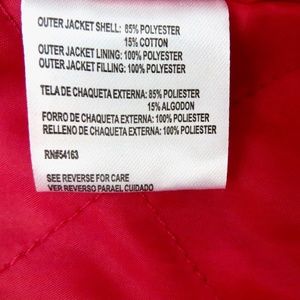 OUTER JACKET SHELL: 85% POLYESTER
15% COTTON
OUTER JACKET LINING: 100% POLYESTER
OUTER JACKET FILLING: 100% POLYESTER
TELA DE CHAQUETA EXTERNA: 85% POLIESTER
15% ALGODON
FORRO DE CHAQUETA EXTERNA: 100% POLIESTER
RELLENO DE CHAQUETA EXTERNA: 100% POLIESTER
RN#54163
SEE REVERSE FOR CARE
VER REVERSO PARAEL CUIDADO